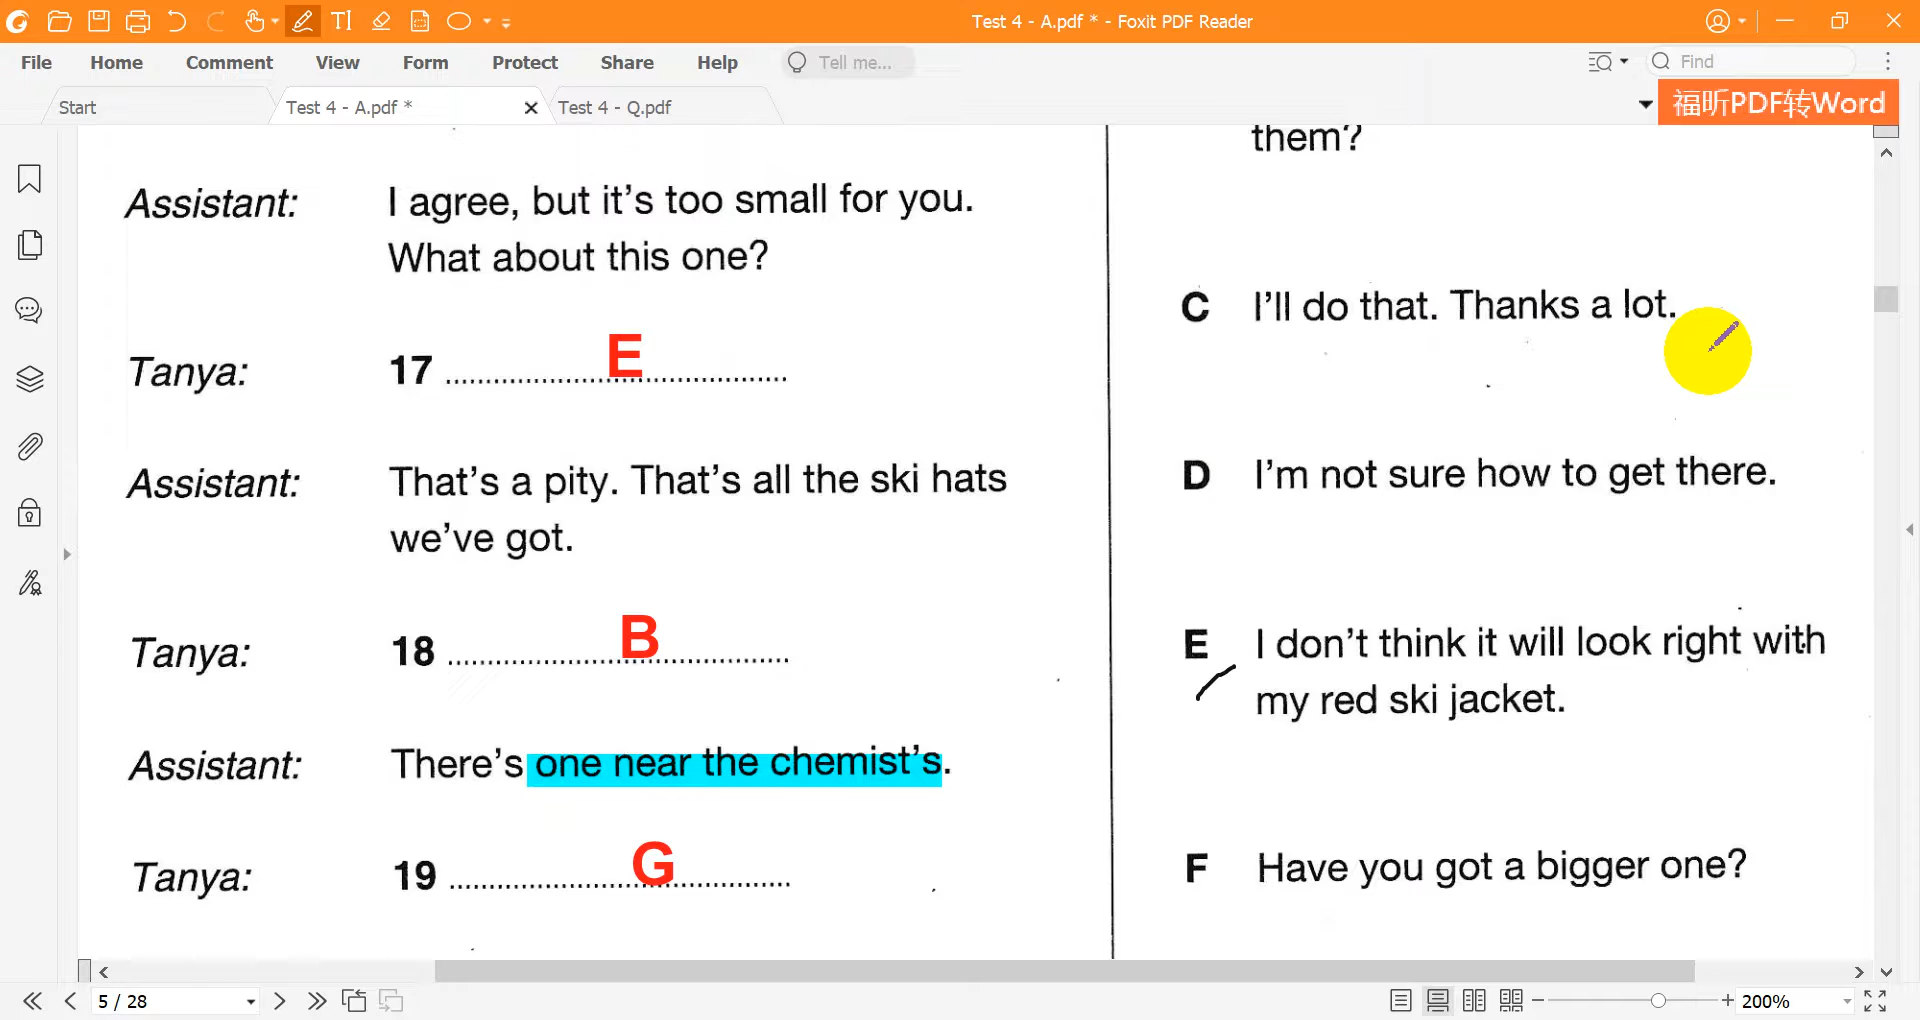 Test 4 - A.pdf * - Foxit PDF Reader
File Home Comment View Form Protect Share Help Tell me... Find
Start Test 4 - A.pdf * Test 4 - Q.pdf 福昕PDF转Word
Assistant: I agree, but it's too small for you.
What about this one?
Tanya: 17 ........................................ E
Assistant: That's a pity. That's all the ski hats
we've got.
Tanya: 18 ........................................ B
Assistant: There's one near the chemist's.
Tanya: 19 ........................................ G
them?
C I'll do that. Thanks a lot.
D I'm not sure how to get there.
E I don't think it will look right with
my red ski jacket.
F Have you got a bigger one?
5 / 28 200%